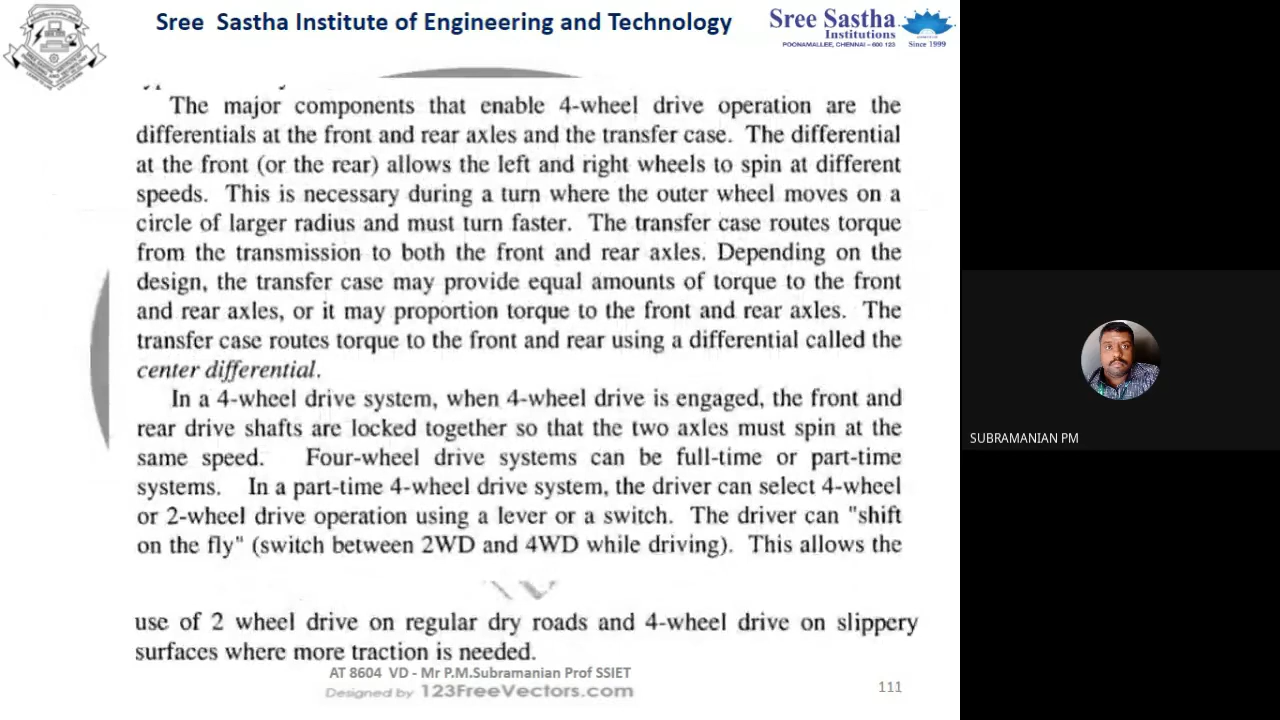 Sree Sastha Institute of Engineering and Technology
Sree Sastha
Institutions
POONAMALLEE, CHENNAI – 600 123
Since 1999
The major components that enable 4-wheel drive operation are the
differentials at the front and rear axles and the transfer case. The differential
at the front (or the rear) allows the left and right wheels to spin at different
speeds. This is necessary during a turn where the outer wheel moves on a
circle of larger radius and must turn faster. The transfer case routes torque
from the transmission to both the front and rear axles. Depending on the
design, the transfer case may provide equal amounts of torque to the front
and rear axles, or it may proportion torque to the front and rear axles. The
transfer case routes torque to the front and rear using a differential called the
center differential.
In a 4-wheel drive system, when 4-wheel drive is engaged, the front and
rear drive shafts are locked together so that the two axles must spin at the
same speed. Four-wheel drive systems can be full-time or part-time
systems. In a part-time 4-wheel drive system, the driver can select 4-wheel
or 2-wheel drive operation using a lever or a switch. The driver can "shift
on the fly" (switch between 2WD and 4WD while driving). This allows the
use of 2 wheel drive on regular dry roads and 4-wheel drive on slippery
surfaces where more traction is needed.
AT 8604 VD - Mr P.M.Subramanian Prof SSIET
Designed by 123FreeVectors.com
111
SUBRAMANIAN PM